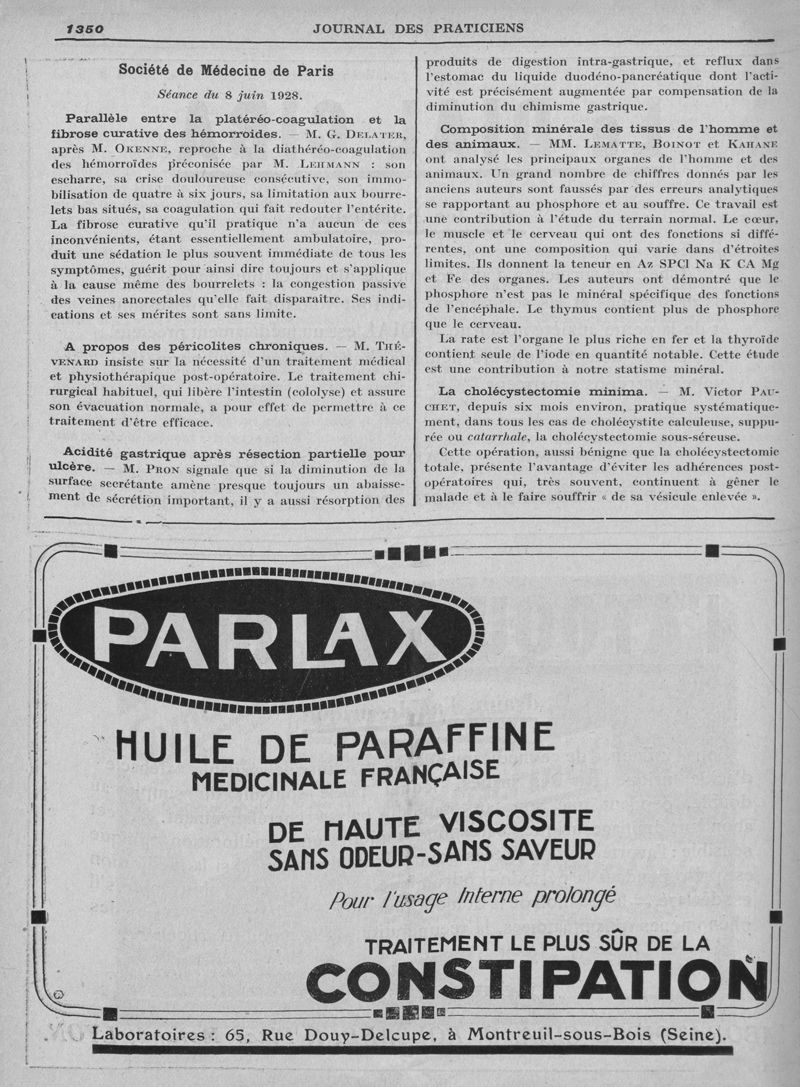 1350
JOURNAL DES PRATICIENS
Société de Médecine de Paris
Séance du 8 juin 1928.
Parallèle entre la platéréo-coagulation et la
fibrose curative des hémorroides. — M. G. DELATER,
après M. OKENNE, reproche à la diathéréo-coagulation
des hémorroïdes préconisée par M. LEHMANN : son
escharre, sa crise douloureuse consécutive, son immo-
bilisation de quatre à six jours, sa limitation aux bourre-
lets bas situés, sa coagulation qui fait redouter l'entérite.
La fibrose curative qu'il pratique n'a aucun de ces
inconvénients, étant essentiellement ambulatoire, pro-
duit une sédation le plus souvent immédiate de tous les
symptômes, guérit pour ainsi dire toujours et s'applique
à la cause même des bourrelets : la congestion passive
des veines anorectales qu'elle fait disparaitre. Ses indi-
cations et ses mérites sont sans limite.
A propos des péricolites chroniques. — M. THÉ-
VENARD insiste sur la nécessité d'un traitement médical
et physiothérapique post-opératoire. Le traitement chi-
rurgical habituel, qui libère l'intestin (cololyse) et assure
son évacuation normale, a pour effet de permettre à ce
traitement d'être efficace.
Acidité gastrique après résection partielle pour
ulcère. — M. PRON signale que si la diminution de la
surface secrétante amène presque toujours un abaisse-
ment de sécrétion important, il y a aussi résorption des
produits de digestion intra-gastrique, et reflux dans
l'estomac du liquide duodéno-pancréatique dont l'acti-
vité est précisément augmentée par compensation de la
diminution du chimisme gastrique.
Composition minérale des tissus de l'homme et
des animaux. — MM. LEMATTE, BOINOT et KAHANE
ont analysé les principaux organes de l'homme et des
animaux. Un grand nombre de chiffres donnés par les
anciens auteurs sont faussés par des erreurs analytiques
se rapportant au phosphore et au souffre. Ce travail est
une contribution à l'étude du terrain normal. Le cœur,
le muscle et le cerveau qui ont des fonctions si diffé-
rentes, ont une composition qui varie dans d'étroites
limites. Ils donnent la teneur en Az SPCl Na K CA Mg
et Fe des organes. Les auteurs ont démontré que le
phosphore n'est pas le minéral spécifique des fonctions
de l'encéphale. Le thymus contient plus de phosphore
que le cerveau.
La rate est l'organe le plus riche en fer et la thyroïde
contient seule de l'iode en quantité notable. Cette étude
est une contribution à notre statisme minéral.
La cholécystectomie minima. — M. Victor PAU-
CHET, depuis six mois environ, pratique systématique-
ment, dans tous les cas de cholécystite calculeuse, suppu-
rée ou catarrhale, la cholécystectomie sous-séreuse.
Cette opération, aussi bénigne que la cholécystectomie
totale, présente l'avantage d'éviter les adhérences post-
opératoires qui, très souvent, continuent à gêner le
malade et à le faire souffrir « de sa vésicule enlevée ».
PARLAX
HUILE DE PARAFFINE
MEDICINALE FRANÇAISE
DE HAUTE VISCOSITE
SANS ODEUR-SANS SAVEUR
Pour l'usage Interne prolongé
TRAITEMENT LE PLUS SÛR DE LA
CONSTIPATION
Laboratoires : 65, Rue Douy-Delcupe, à Montreuil-sous-Bois (Seine).